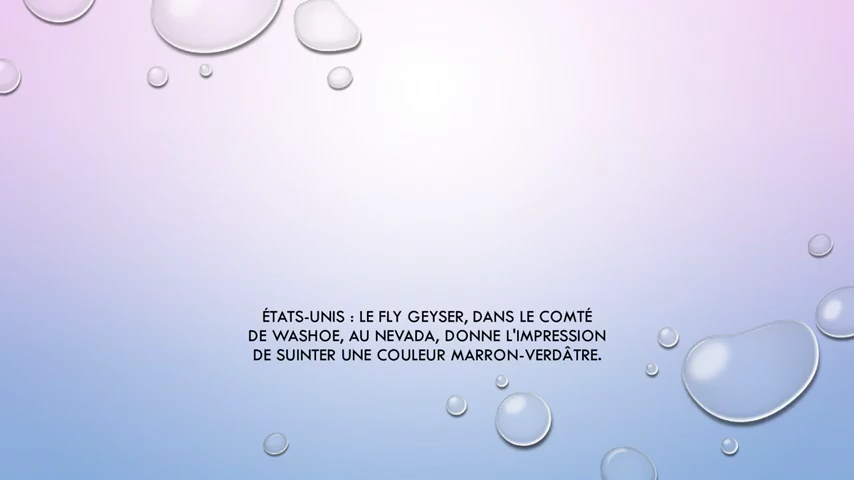 ÉTATS-UNIS : LE FLY GEYSER, DANS LE COMTÉ
DE WASHOE, AU NEVADA, DONNE L'IMPRESSION
DE SUINTER UNE COULEUR MARRON-VERDÂTRE.